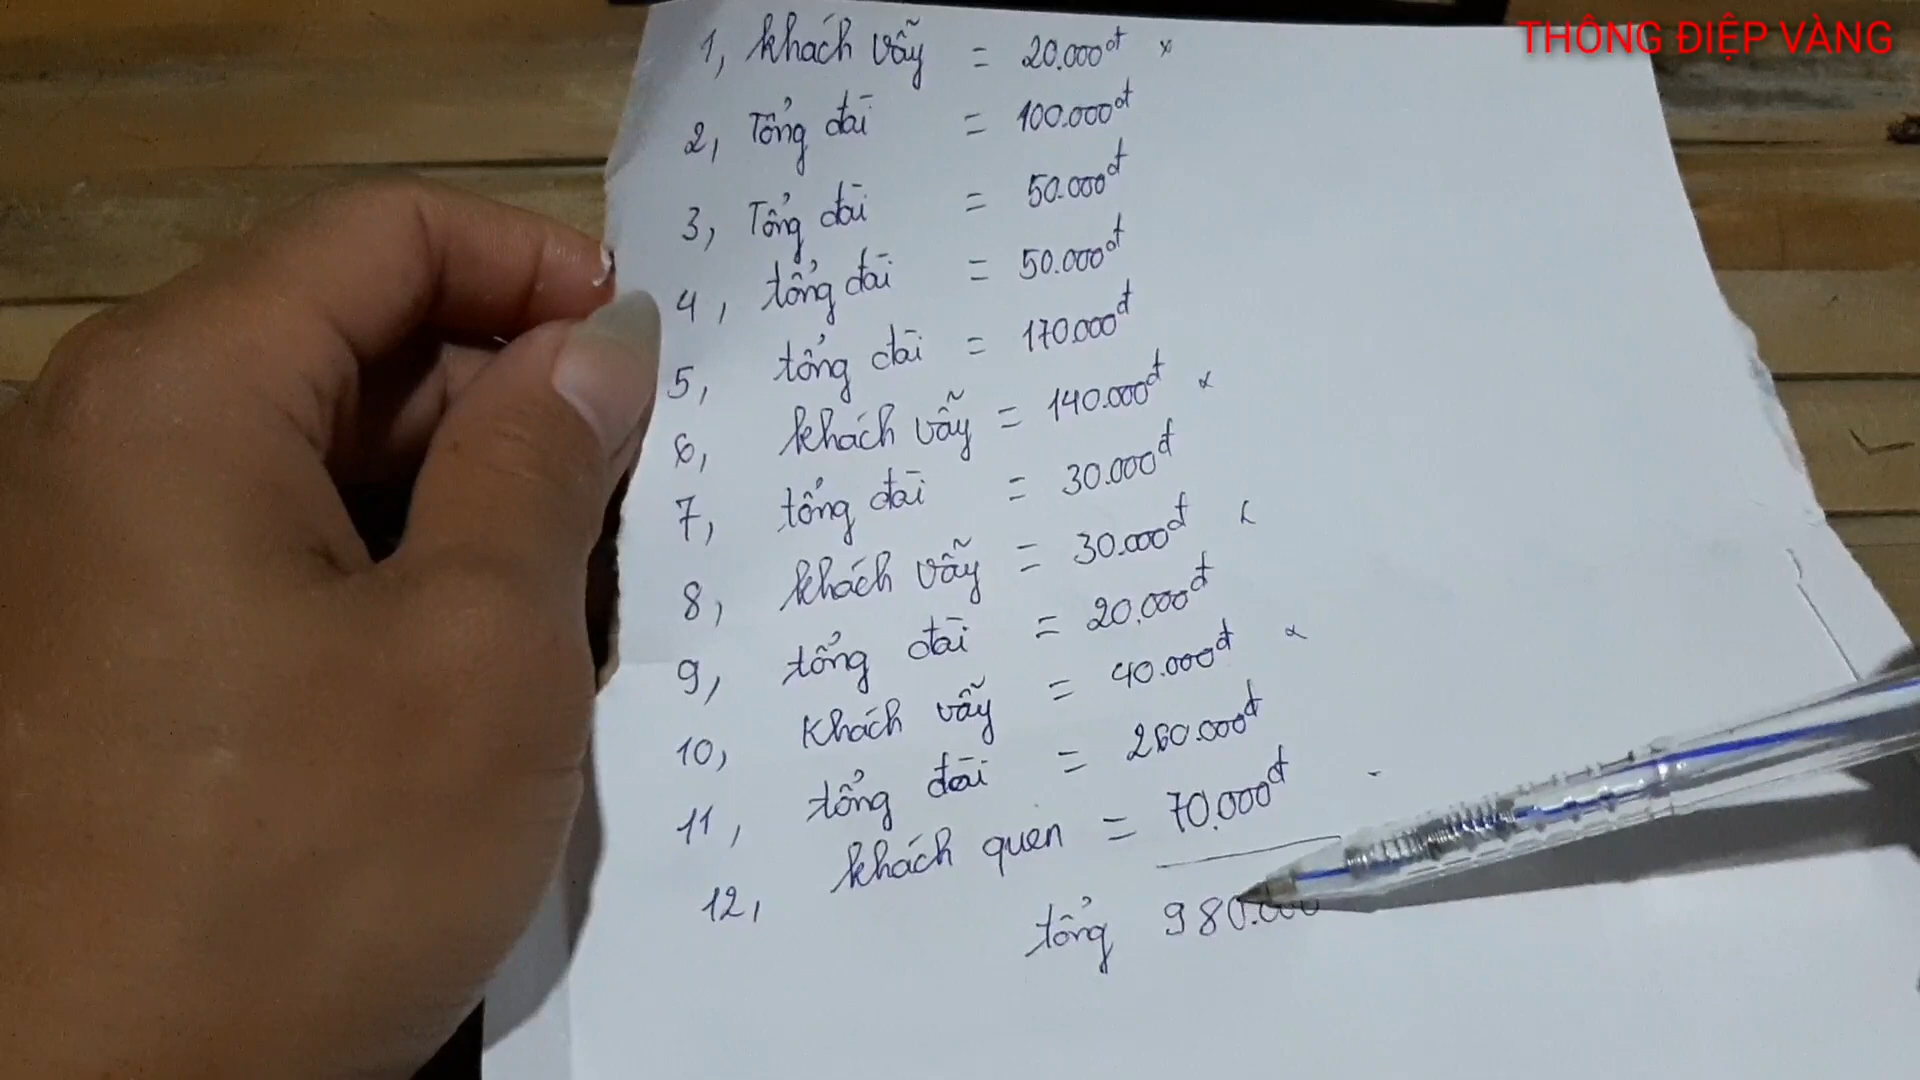 THÔNG ĐIỆP VÀNG
1, khách vẫy = 20.000đ x
2, Tổng đài = 100.000đ
3, Tổng đài = 50.000đ
4, tổng đài = 50.000đ
5, tổng đài = 170.000đ
6, khách vẫy = 140.000đ x
7, tổng đài = 30.000đ
8, khách vẫy = 30.000đ x
9, tổng đài = 20.000đ
10, Khách vẫy = 40.000đ x
11, tổng đài = 260.000đ
12, khách quen = 70.000đ -
tổng 980.000